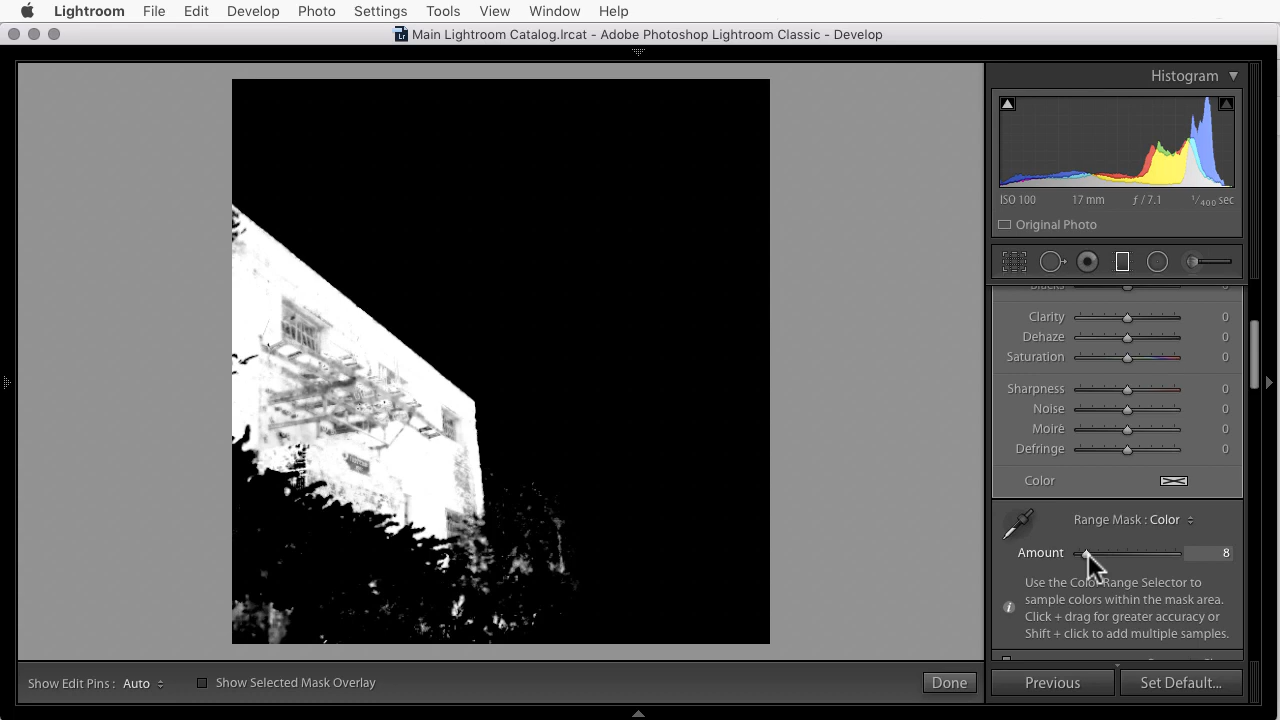 Lightroom File Edit Develop Photo Settings Tools View Window Help
Main Lightroom Catalog.lrcat - Adobe Photoshop Lightroom Classic - Develop
Histogram
ISO 100 17 mm ƒ / 7.1 1/400 sec
Original Photo
Blacks 0
Clarity 0
Dehaze 0
Saturation 0
Sharpness 0
Noise 0
Moiré 0
Defringe 0
Color
Range Mask : Color
Amount 8
Use the Color Range Selector to
sample colors within the mask area.
Click + drag for greater accuracy or
Shift + click to add multiple samples.
Show Edit Pins : Auto Show Selected Mask Overlay Done
Previous Set Default...